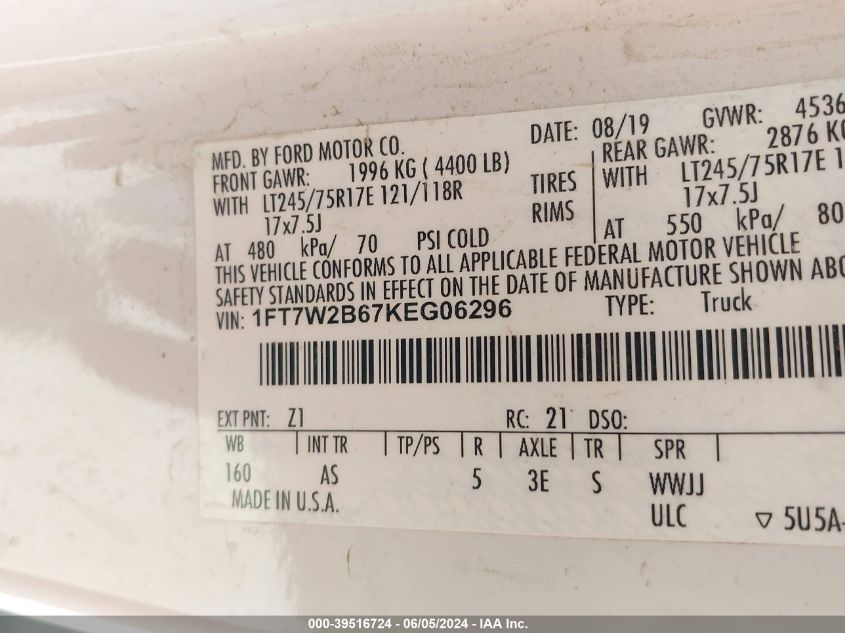 DATE: 08/19 GVWR: 4536
MFD. BY FORD MOTOR CO.
FRONT GAWR: 1996 KG ( 4400 LB) REAR GAWR: 2876 KG
WITH LT245/75R17E 121/118R TIRES WITH LT245/75R17E 1
17x7.5J RIMS 17x7.5J
AT 480 kPa/ 70 PSI COLD AT 550 kPa/ 80
THIS VEHICLE CONFORMS TO ALL APPLICABLE FEDERAL MOTOR VEHICLE
SAFETY STANDARDS IN EFFECT ON THE DATE OF MANUFACTURE SHOWN ABO
VIN: 1FT7W2B67KEG06296 TYPE: Truck
EXT PNT: Z1 RC: 21 DSO:
WB INT TR TP/PS R AXLE TR SPR
160 AS 5 3E S WWJJ
MADE IN U.S.A. ULC ▽ 5U5A-
000-39516724 - 06/05/2024 - IAA Inc.